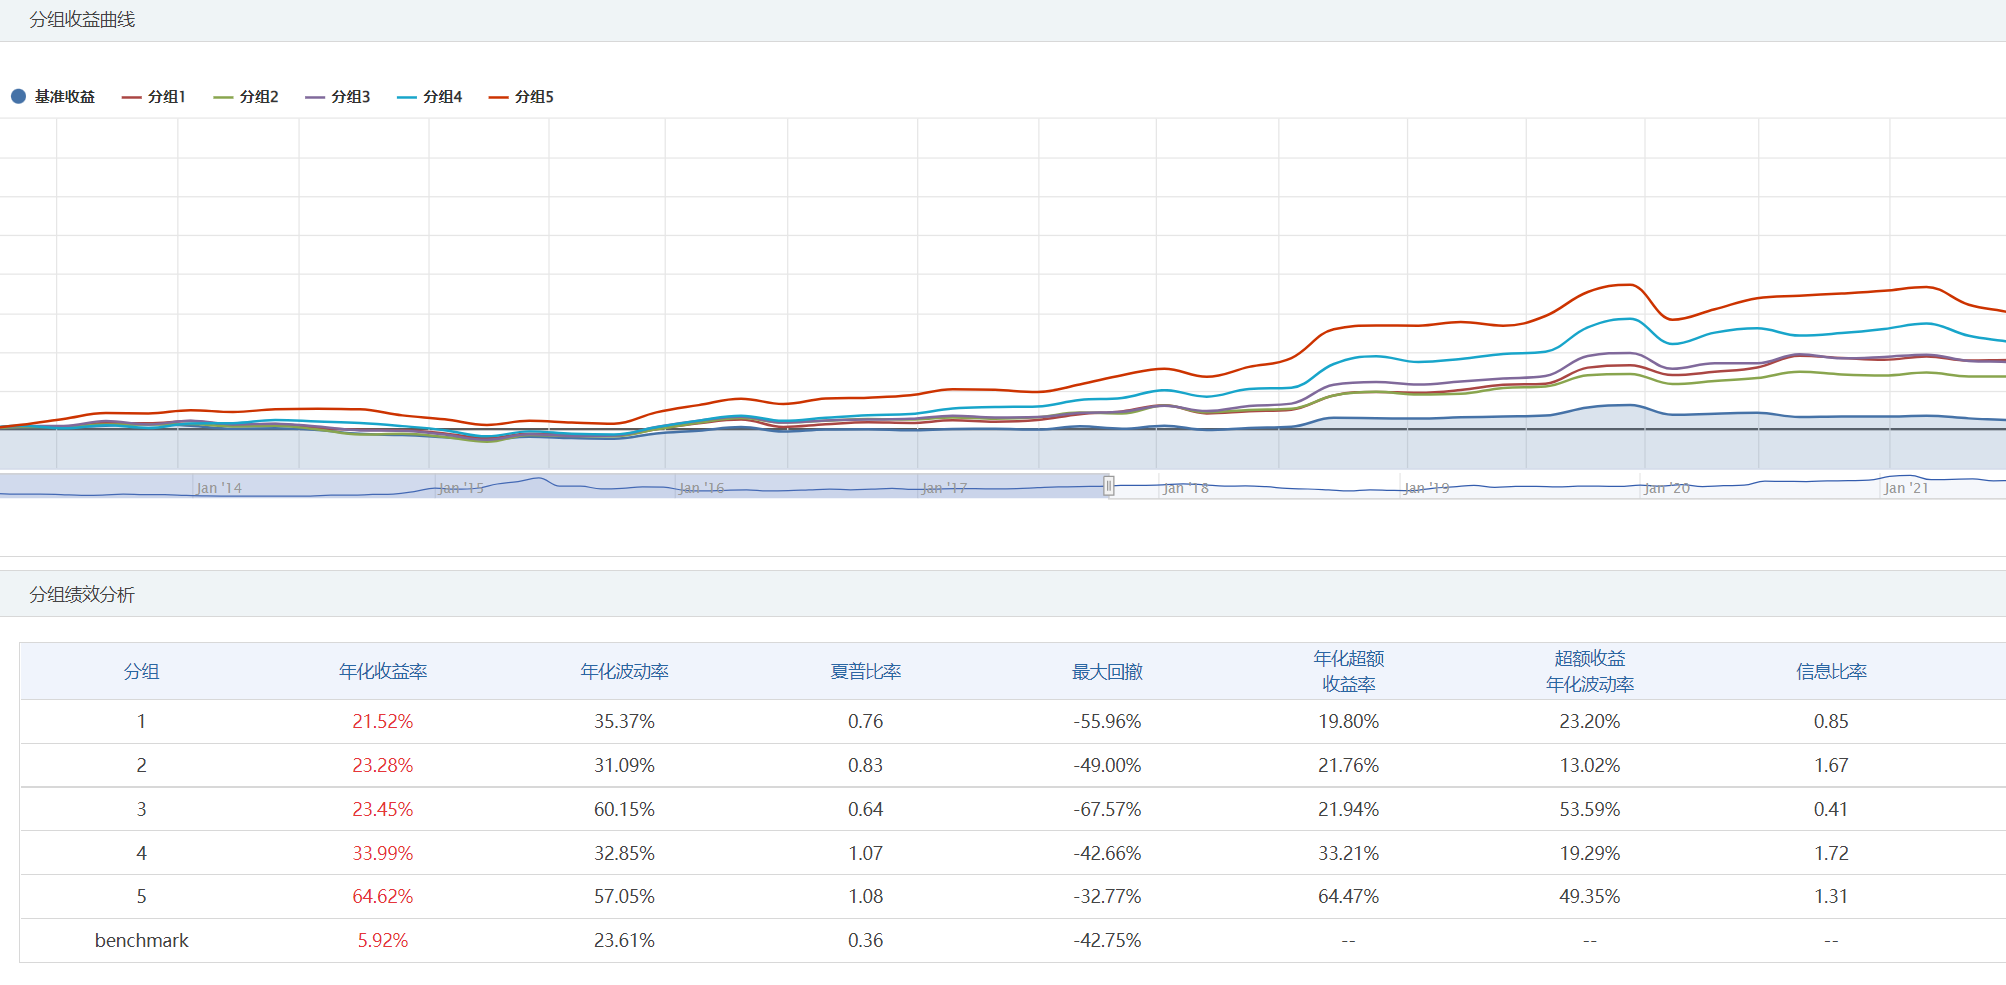 分组收益曲线
基准收益 分组1 分组2 分组3 分组4 分组5
Jan '14 Jan '15 Jan '16 Jan '17 Jan '18 Jan '19 Jan '20 Jan '21
分组绩效分析
分组 年化收益率 年化波动率 夏普比率 最大回撤 年化超额 超额收益 信息比率
收益率 年化波动率
1 21.52% 35.37% 0.76 -55.96% 19.80% 23.20% 0.85
2 23.28% 31.09% 0.83 -49.00% 21.76% 13.02% 1.67
3 23.45% 60.15% 0.64 -67.57% 21.94% 53.59% 0.41
4 33.99% 32.85% 1.07 -42.66% 33.21% 19.29% 1.72
5 64.62% 57.05% 1.08 -32.77% 64.47% 49.35% 1.31
benchmark 5.92% 23.61% 0.36 -42.75% -- -- --